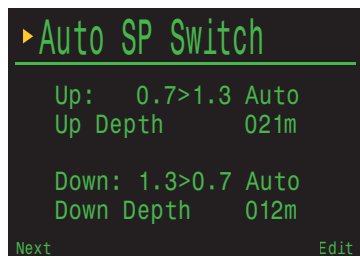 Auto SP Switch
Up: 0.7>1.3 Auto
Up Depth 021m
Down: 1.3>0.7 Auto
Down Depth 012m
Next Edit